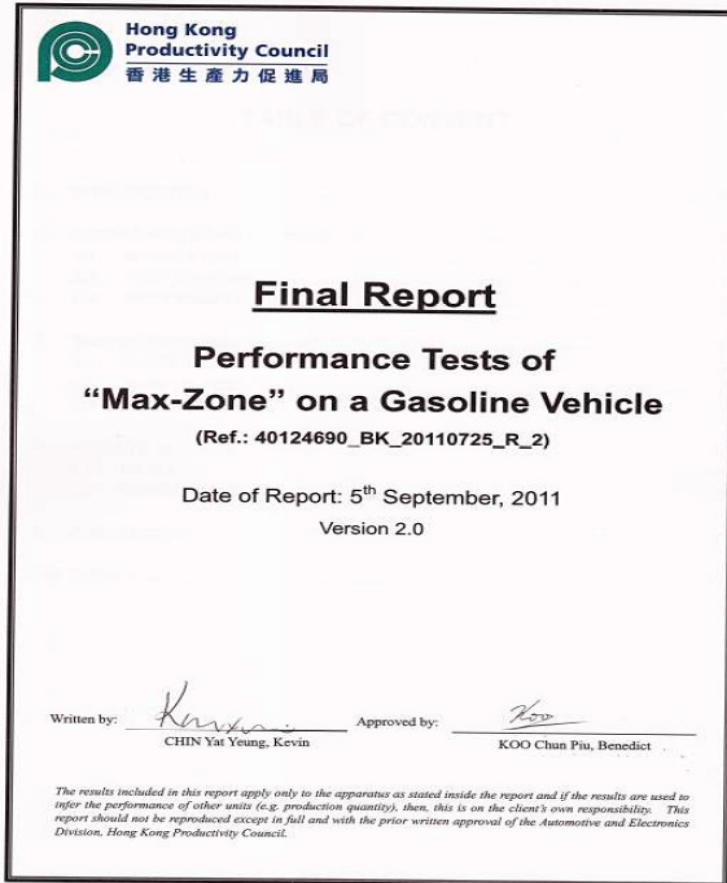 Hong Kong
Productivity Council
香港生產力促進局
Final Report
Performance Tests of
“Max-Zone” on a Gasoline Vehicle
(Ref.: 40124690_BK_20110725_R_2)
Date of Report: 5th September, 2011
Version 2.0
Written by:
Approved by:
Koo
CHIN Yat Yeung, Kevin
KOO Chun Piu, Benedict
The results included in this report apply only to the apparatus as stated inside the report and if the results are used to
infer the performance of other units (e.g. production quantity), then, this is on the client's own responsibility. This
report should not be reproduced except in full and with the prior written approval of the Automotive and Electronics
Division, Hong Kong Productivity Council.